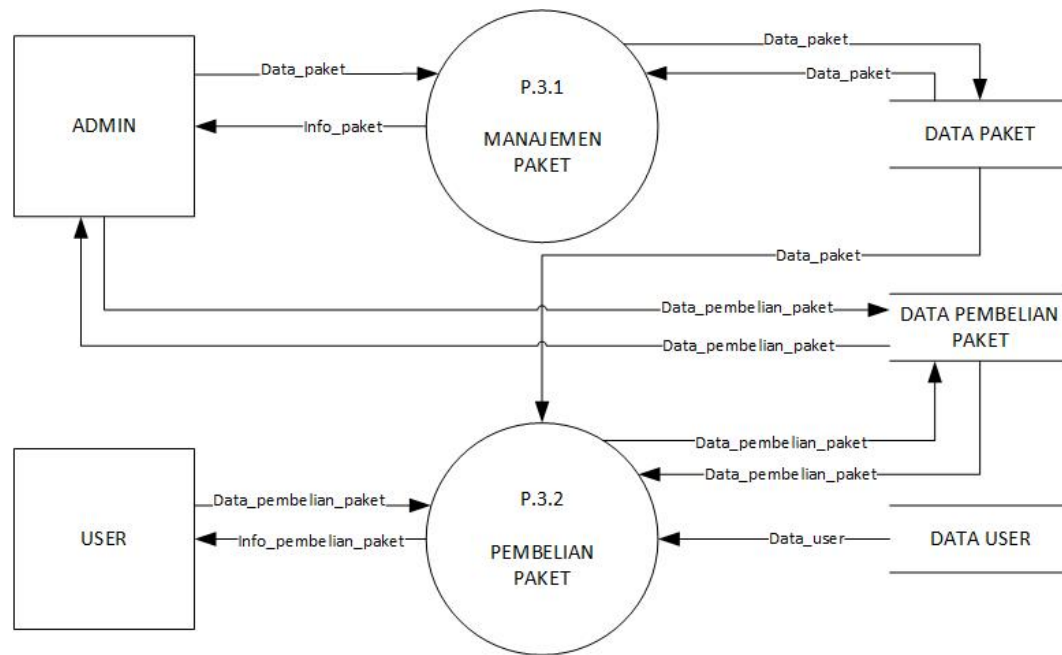 Data_paket
Data_paket
Data_paket
P.3.1
ADMIN
Info_paket
MANAJEMEN
PAKET
DATA PAKET
Data_paket
Data_pembelian_paket
DATA PEMBELIAN
PAKET
Data_pembelian_paket
Data_pembelian_paket
Data_pembelian_paket
Data_pembelian_paket
P.3.2
USER
Info_pembelian_paket
PEMBELIAN
PAKET
Data_user
DATA USER